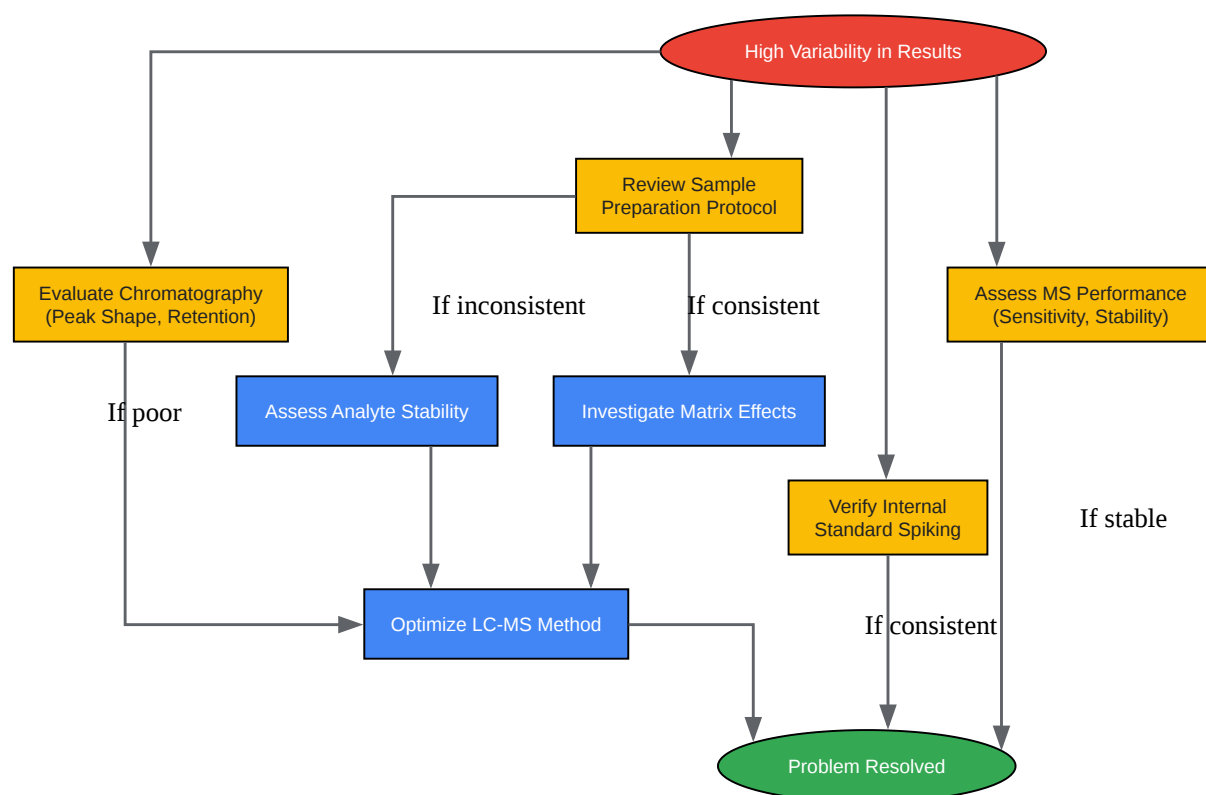 High Variability in Results
Review Sample
Preparation Protocol
Evaluate Chromatography
(Peak Shape, Retention)
If inconsistent
If consistent
Assess MS Performance
(Sensitivity, Stability)
If poor
Assess Analyte Stability
Investigate Matrix Effects
Verify Internal
Standard Spiking
If stable
Optimize LC-MS Method
If consistent
Problem Resolved